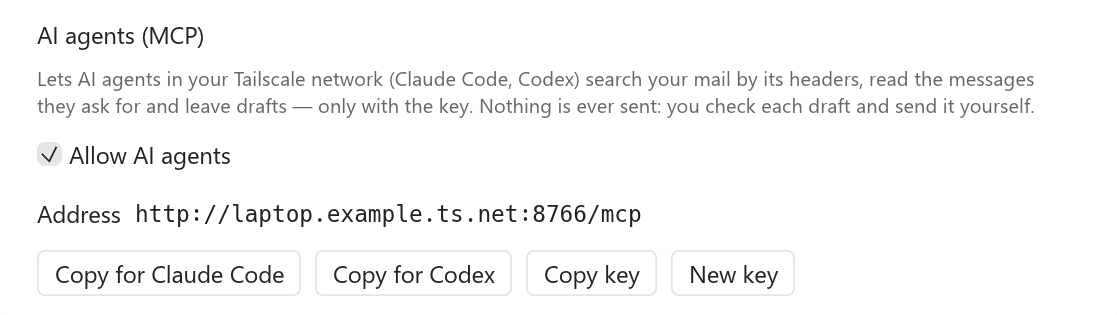 AI agents (MCP)
Lets AI agents in your Tailscale network (Claude Code, Codex) search your mail by its headers, read the messages
they ask for and leave drafts — only with the key. Nothing is ever sent: you check each draft and send it yourself.
Allow AI agents
Address http://laptop.example.ts.net:8766/mcp
Copy for Claude Code Copy for Codex Copy key New key